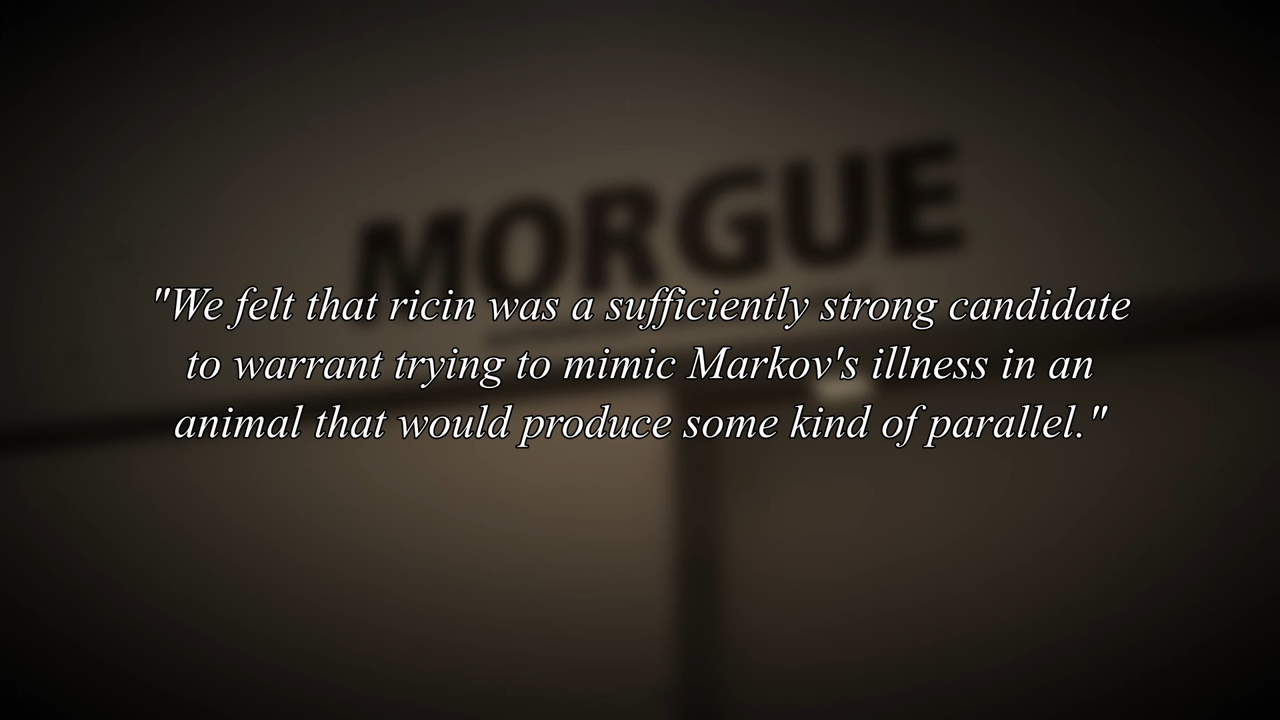 MORGUE
"We felt that ricin was a sufficiently strong candidate
to warrant trying to mimic Markov's illness in an
animal that would produce some kind of parallel."